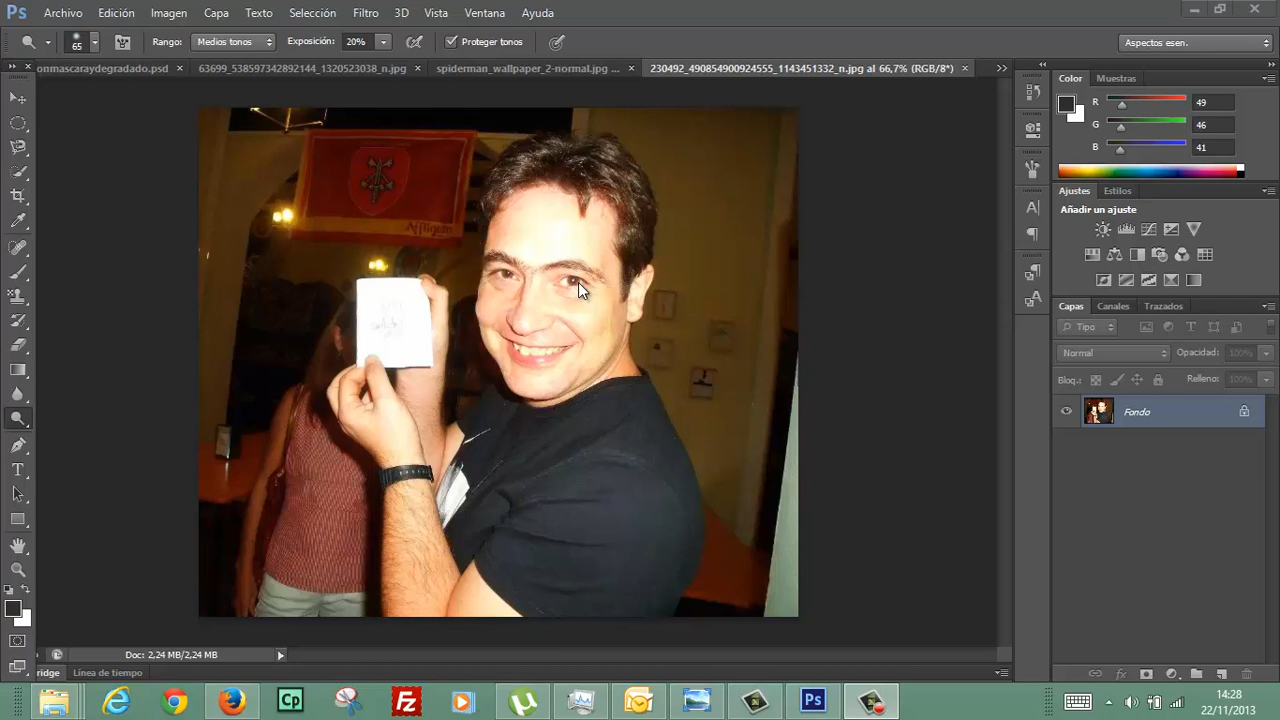 Ps Archivo Edición Imagen Capa Texto Selección Filtro 3D Vista Ventana Ayuda
65 Rango: Medios tonos Exposición: 20% Proteger tonos Aspectos esen.
onmascaraydegradado.psd × 63699_538597342892144_1320523038_n.jpg × spiderman_wallpaper_2-normal.jpg ... × 230492_490854900924555_1143451332_n.jpg al 66,7% (RGB/8*) ×
Color Muestras
R 49
G 46
B 41
Ajustes Estilos
Añadir un ajuste
Affligem
Capas Canales Trazados
Tipo
Normal Opacidad: 100%
Bloq.: Relleno: 100%
Fondo
Doc: 2,24 MB/2,24 MB
ridge Línea de tiempo
Cp Fz Ps
14:28
22/11/2013